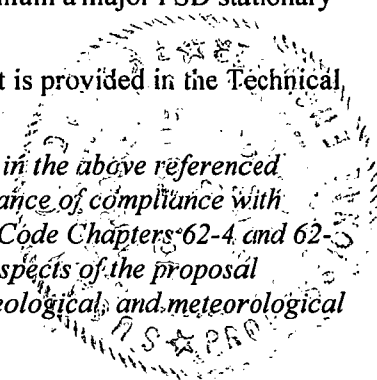 a major PSD stationary
t is provided in the Technical
in the above referenced
ance of compliance with
Code Chapters 62-4 and 62-
spects of the proposal
eological, and meteorological